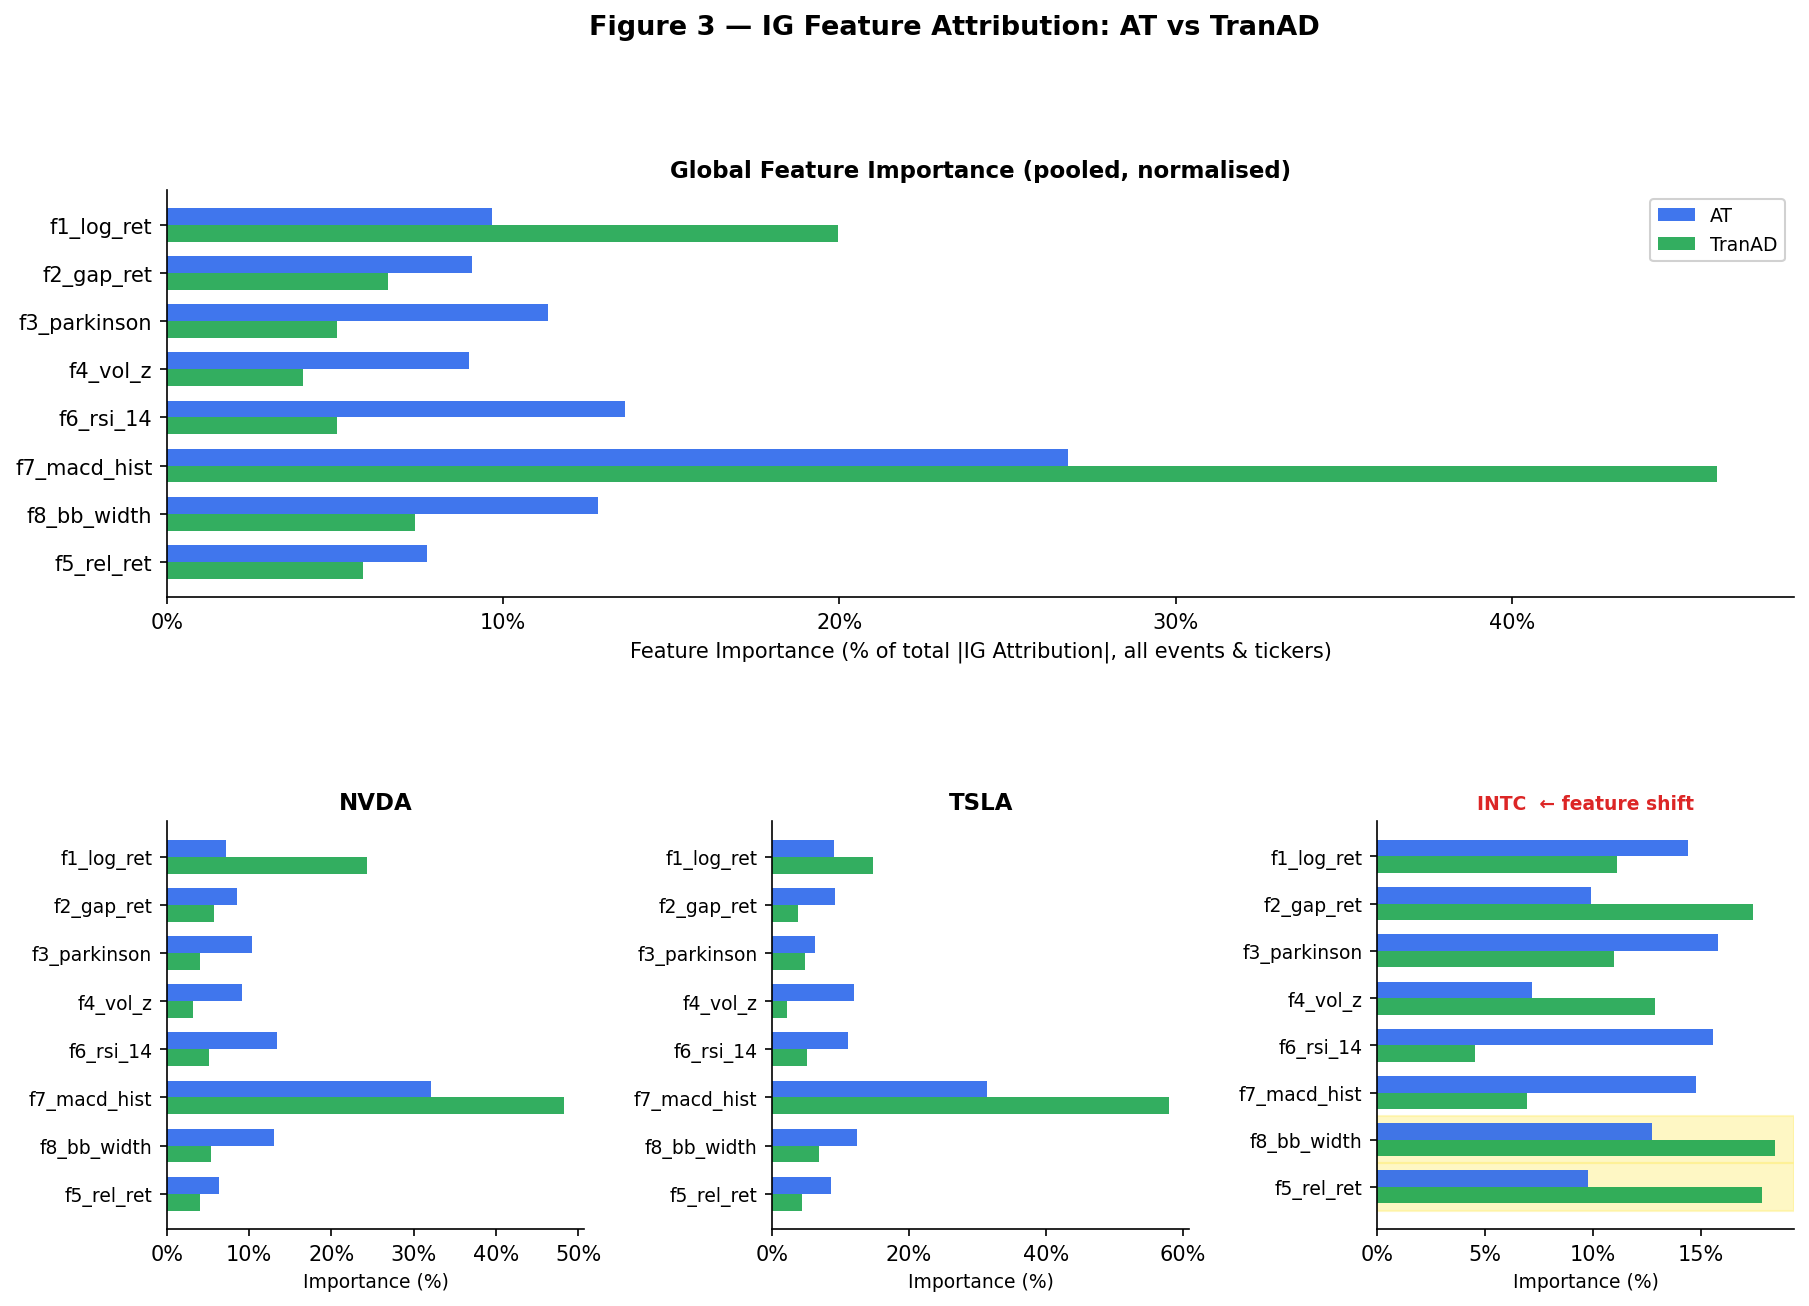 Figure 3 — IG Feature Attribution: AT vs TranAD
Global Feature Importance (pooled, normalised)
AT
TranAD
f1_log_ret
f2_gap_ret
f3_parkinson
f4_vol_z
f6_rsi_14
f7_macd_hist
f8_bb_width
f5_rel_ret
0% 10% 20% 30% 40%
Feature Importance (% of total |IG Attribution|, all events & tickers)
NVDA
f1_log_ret
f2_gap_ret
f3_parkinson
f4_vol_z
f6_rsi_14
f7_macd_hist
f8_bb_width
f5_rel_ret
0% 10% 20% 30% 40% 50%
Importance (%)
TSLA
f1_log_ret
f2_gap_ret
f3_parkinson
f4_vol_z
f6_rsi_14
f7_macd_hist
f8_bb_width
f5_rel_ret
0% 20% 40% 60%
Importance (%)
INTC ← feature shift
f1_log_ret
f2_gap_ret
f3_parkinson
f4_vol_z
f6_rsi_14
f7_macd_hist
f8_bb_width
f5_rel_ret
0% 5% 10% 15%
Importance (%)